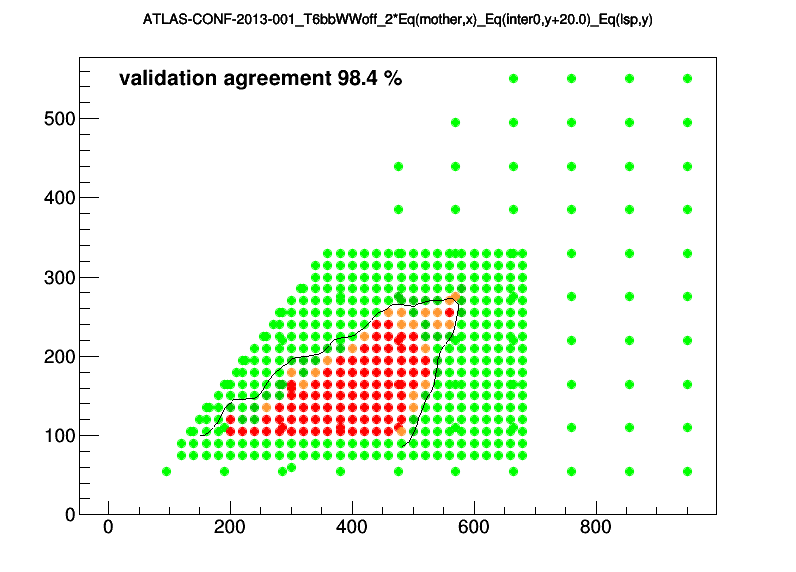 ATLAS-CONF-2013-001_T6bbWWoff_2*Eq(mother,x)_Eq(inter0,y+20.0)_Eq(lsp,y)
validation agreement 98.4 %
500
400
300
200
100
0
0 200 400 600 800